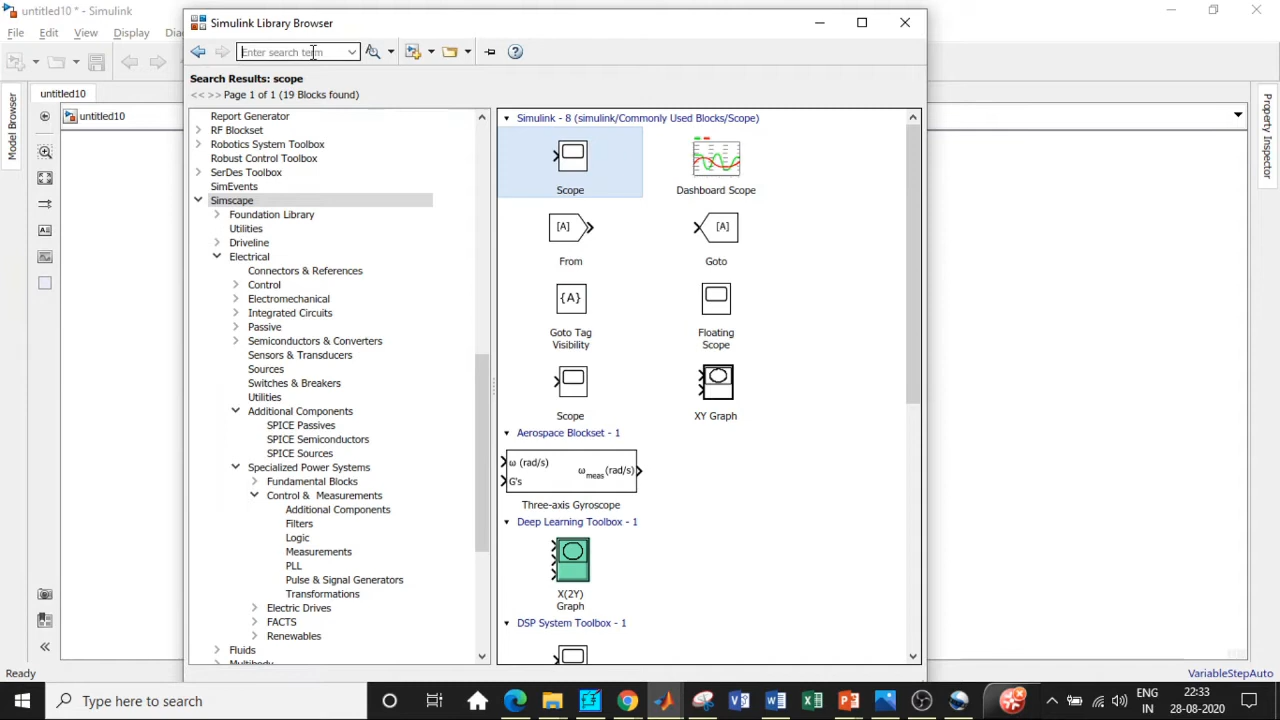 untitled10 *
Simulink Library Browser
File Edit View Display Dia
Enter search term
Search Results: scope
<< >> Page 1 of 1 (19 Blocks found)
untitled10
untitled10
Model Browser
Property Inspector
Report Generator
RF Blockset
Robotics System Toolbox
Robust Control Toolbox
SerDes Toolbox
SimEvents
Simscape
Foundation Library
Utilities
Driveline
Electrical
Connectors & References
Control
Electromechanical
Integrated Circuits
Passive
Semiconductors & Converters
Sensors & Transducers
Sources
Switches & Breakers
Utilities
Additional Components
SPICE Passives
SPICE Semiconductors
SPICE Sources
Specialized Power Systems
Fundamental Blocks
Control & Measurements
Additional Components
Filters
Logic
Measurements
PLL
Pulse & Signal Generators
Transformations
Electric Drives
FACTS
Renewables
Fluids
Multibody
Simulink - 8 (simulink/Commonly Used Blocks/Scope)
Scope
Dashboard Scope
[A]
[A]
From
Goto
{A}
Goto Tag
Visibility
Floating
Scope
Scope
XY Graph
Aerospace Blockset - 1
ω (rad/s)
G's
ωmeas(rad/s)
Three-axis Gyroscope
Deep Learning Toolbox - 1
X(2Y)
Graph
DSP System Toolbox - 1
Ready
VariableStepAuto
Type here to search
ENG
IN
22:33
28-08-2020